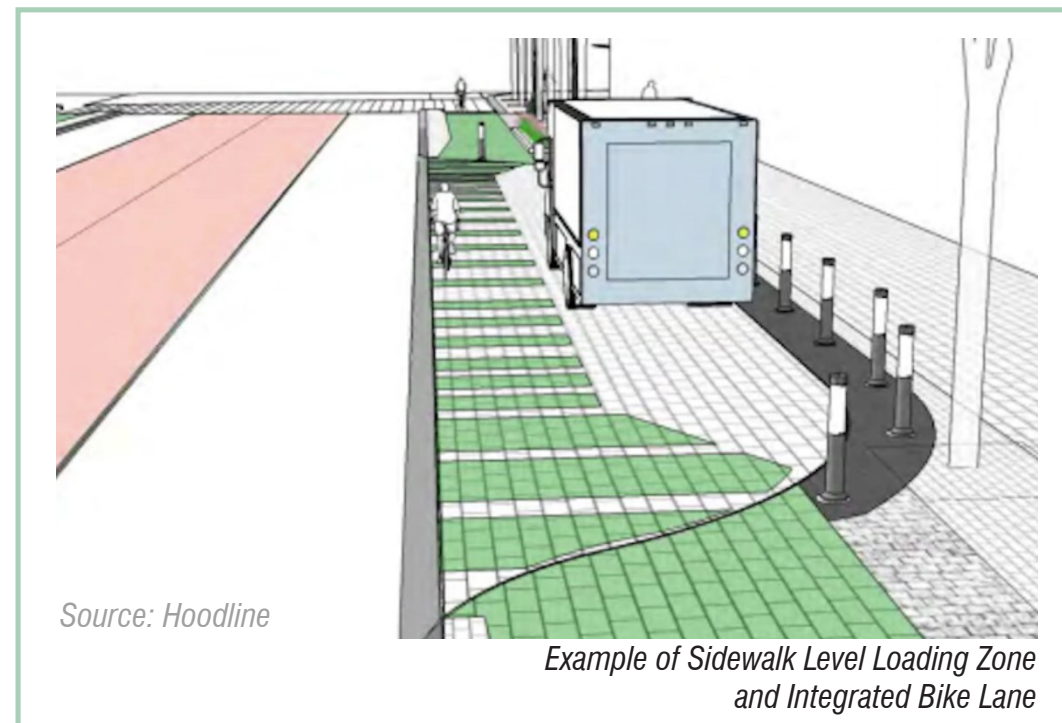 Source: Hoodline
Example of Sidewalk Level Loading Zone
and Integrated Bike Lane